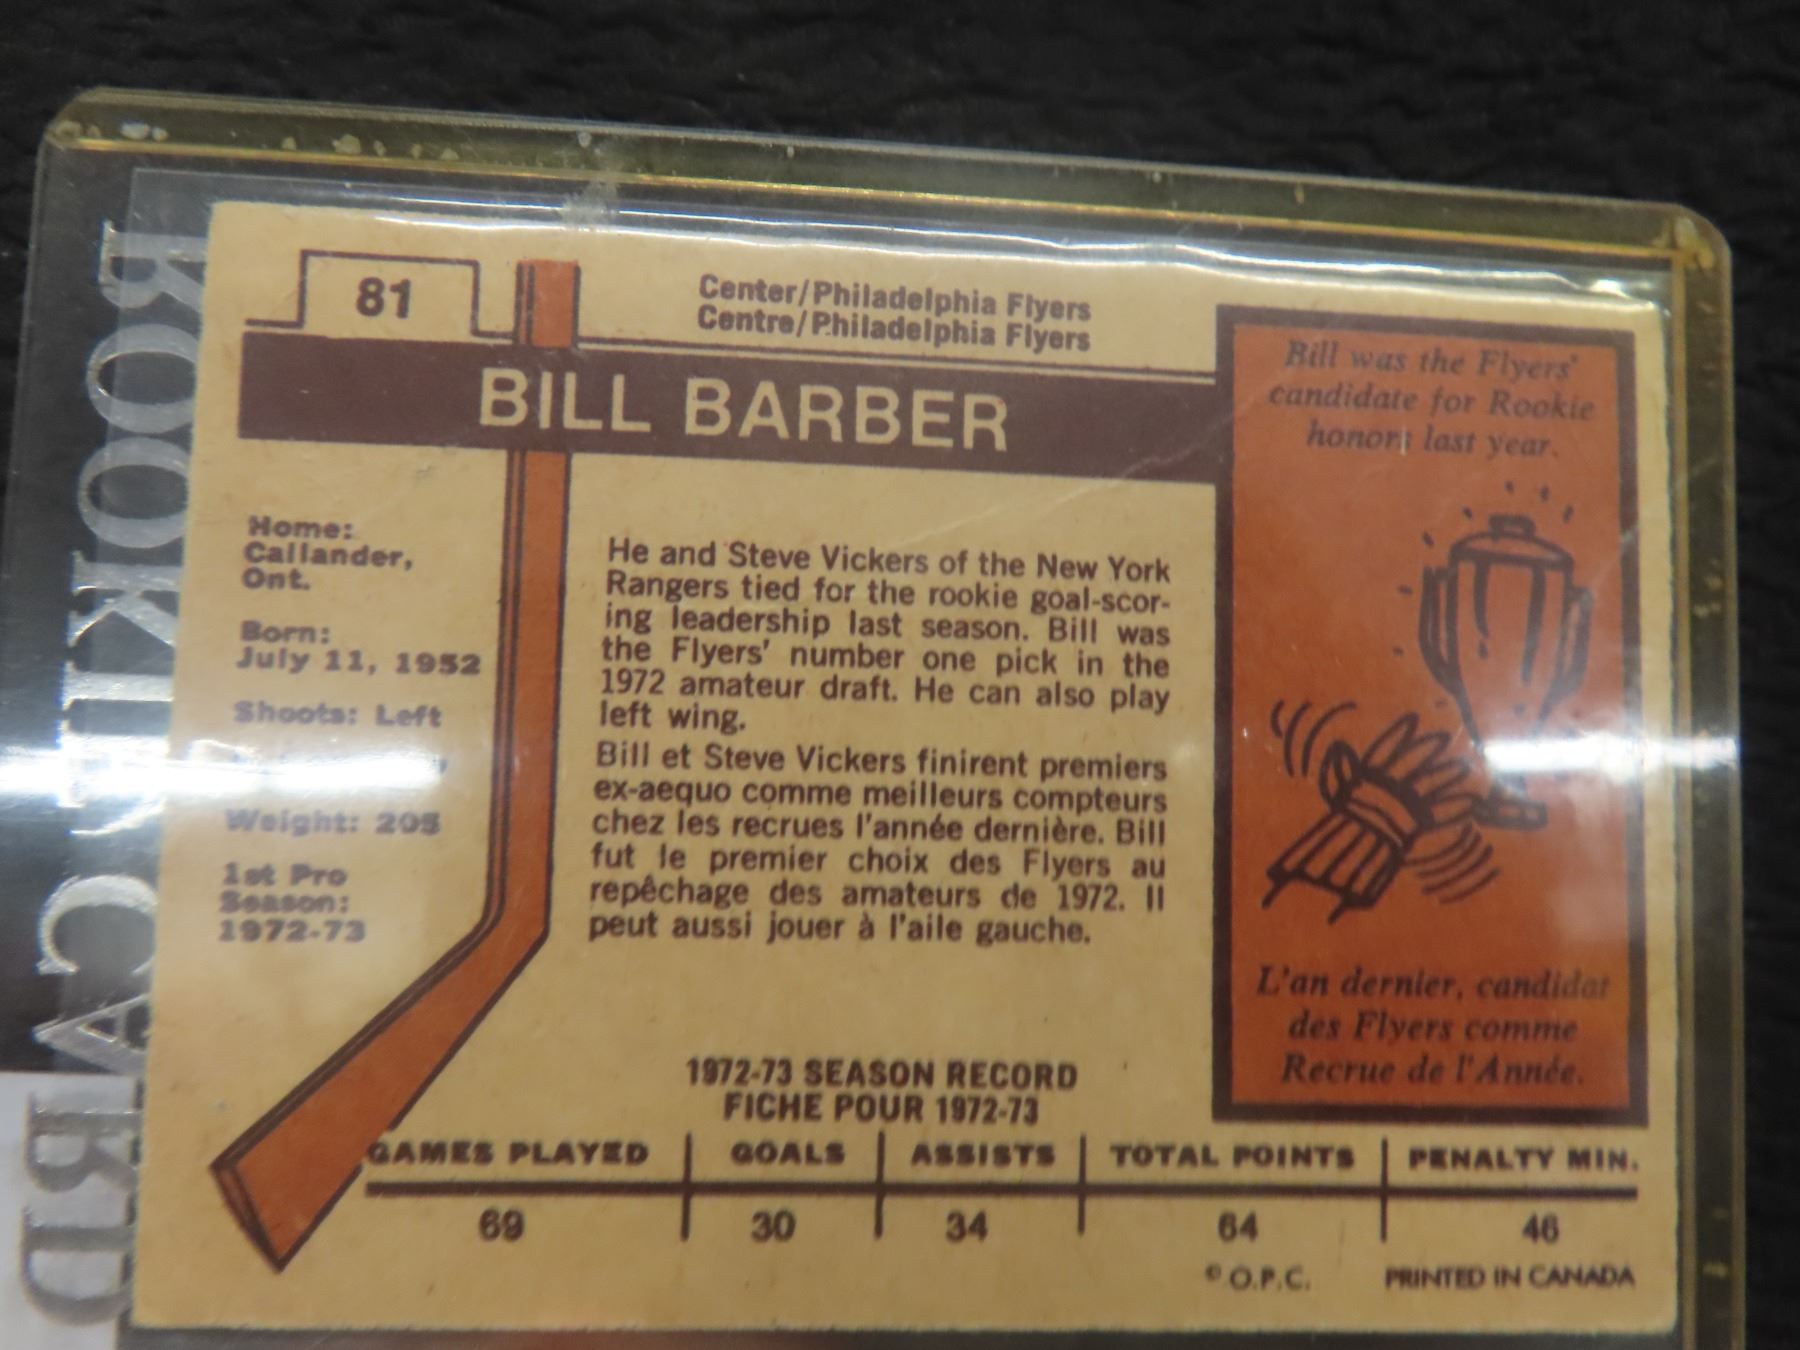 ROOKIE CARD
81
Center/Philadelphia Flyers
Centre/Philadelphia Flyers
BILL BARBER
Bill was the Flyers'
candidate for Rookie
honors last year.
Home:
Callander,
Ont.
Born:
July 11, 1952
Shoots: Left
Weight: 205
1st Pro
Season:
1972-73
He and Steve Vickers of the New York
Rangers tied for the rookie goal-scor-
ing leadership last season. Bill was
the Flyers' number one pick in the
1972 amateur draft. He can also play
left wing.
Bill et Steve Vickers finirent premiers
ex-aequo comme meilleurs compteurs
chez les recrues l'année dernière. Bill
fut le premier choix des Flyers au
repêchage des amateurs de 1972. Il
peut aussi jouer à l'aile gauche.
L'an dernier, candidat
des Flyers comme
Recrue de l'Année.
1972-73 SEASON RECORD
FICHE POUR 1972-73
GAMES PLAYED GOALS ASSISTS TOTAL POINTS PENALTY MIN.
69 30 34 64 46
© O.P.C. PRINTED IN CANADA